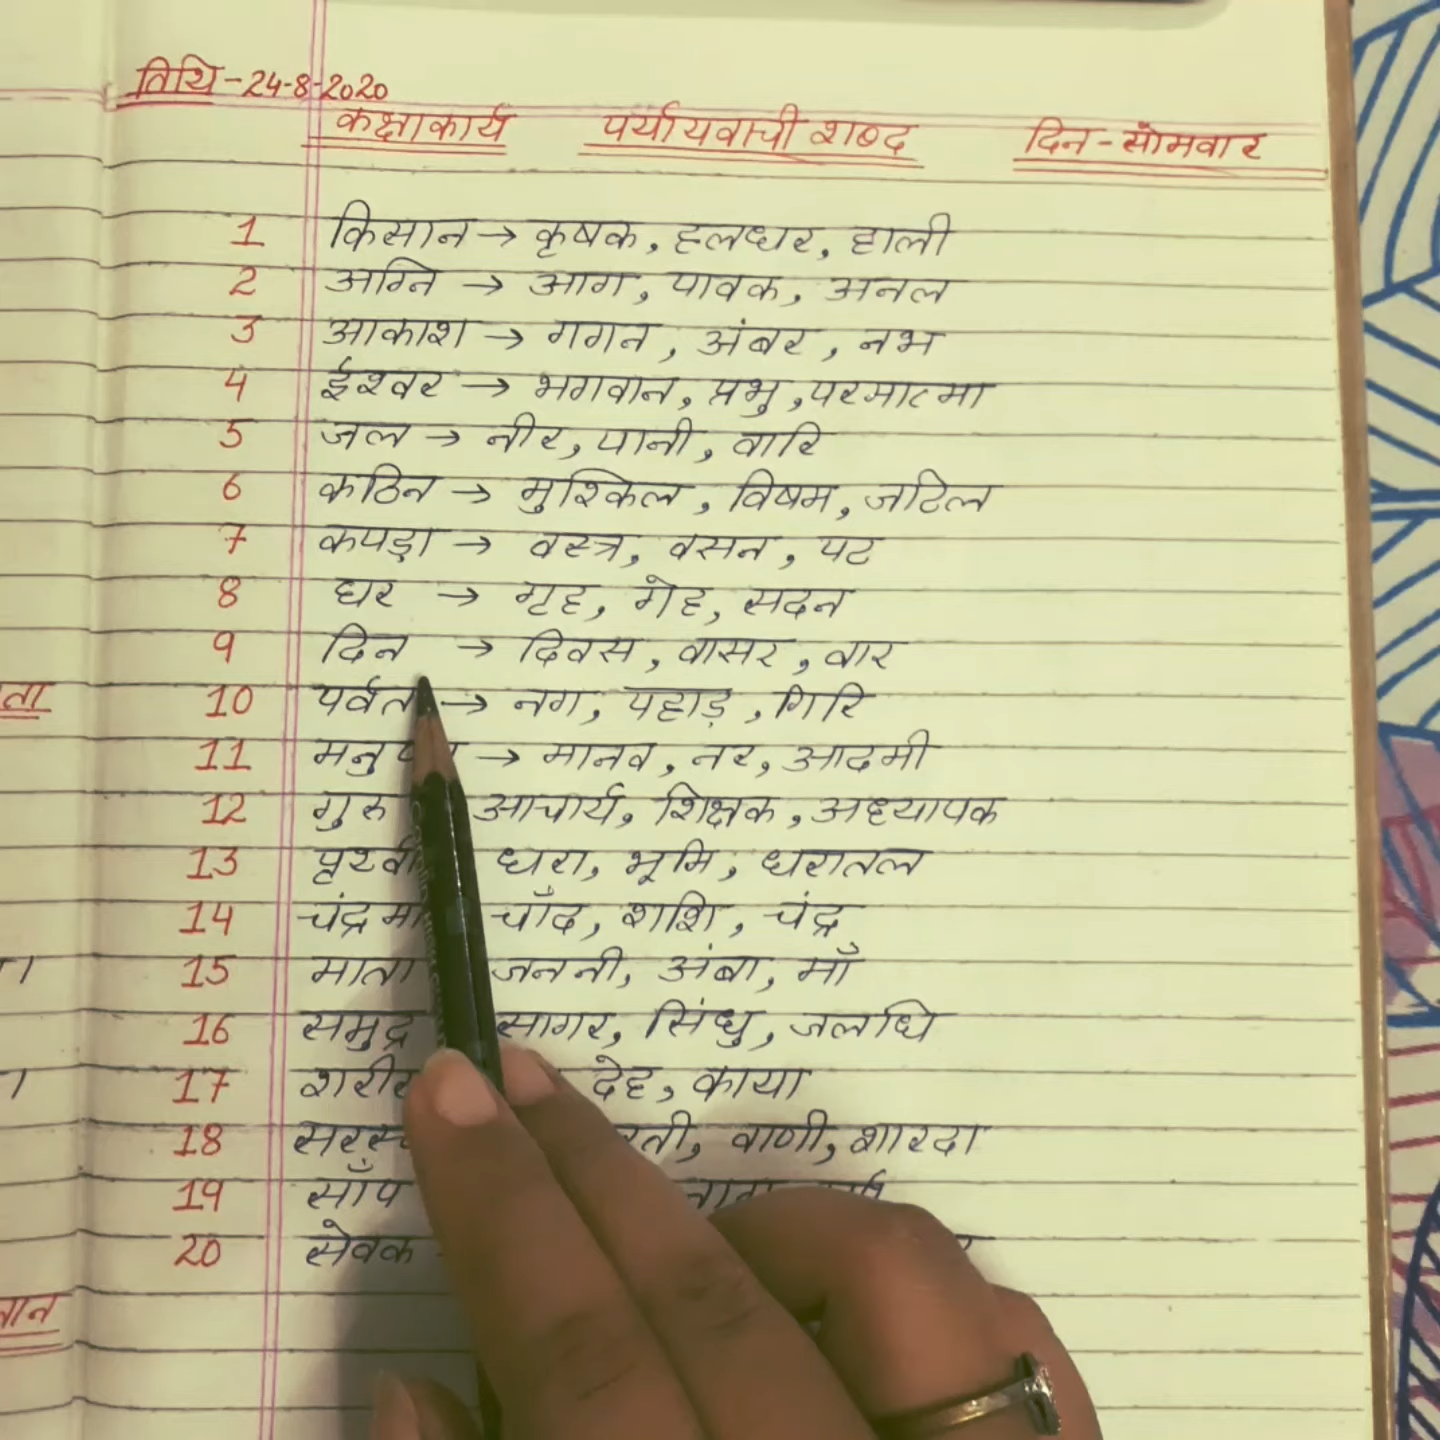 तिथि - 24-8-2020
कक्षाकार्य पर्यायवाची शब्द दिन - सोमवार
1 किसान → कृषक, हलधर, हाली
2 अग्नि → आग, पावक, अनल
3 आकाश → गगन, अंबर, नभ
4 ईश्वर → भगवान, प्रभु, परमात्मा
5 जल → नीर, पानी, वारि
6 कठिन → मुश्किल, विषम, जटिल
7 कपड़ा → वस्त्र, वसन, पट
8 घर → गृह, गेह, सदन
9 दिन → दिवस, वासर, वार
10 पर्वत → नग, पहाड़, गिरि
11 → मानव, नर, आदमी
12 गुरु आचार्य, शिक्षक, अध्यापक
13 धरा, भूमि, धरातल
14 चंद्रमा चाँद, शशि, चंद्र
15 माता जननी, अंबा, माँ
16 समुद्र सागर, सिंधु, जलधि
17 शरीर देह, काया
18 वाणी, शारदा
19 साँप
20 सेवक